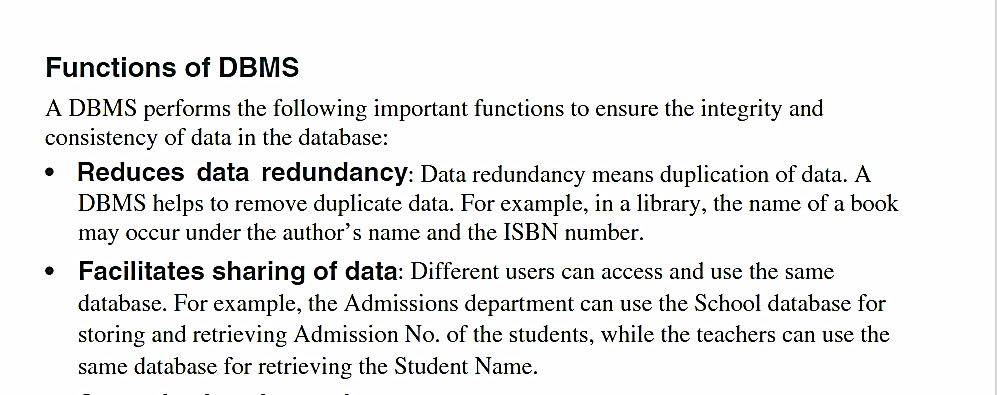 Functions of DBMS
A DBMS performs the following important functions to ensure the integrity and
consistency of data in the database:
• Reduces data redundancy: Data redundancy means duplication of data. A
DBMS helps to remove duplicate data. For example, in a library, the name of a book
may occur under the author’s name and the ISBN number.
• Facilitates sharing of data: Different users can access and use the same
database. For example, the Admissions department can use the School database for
storing and retrieving Admission No. of the students, while the teachers can use the
same database for retrieving the Student Name.